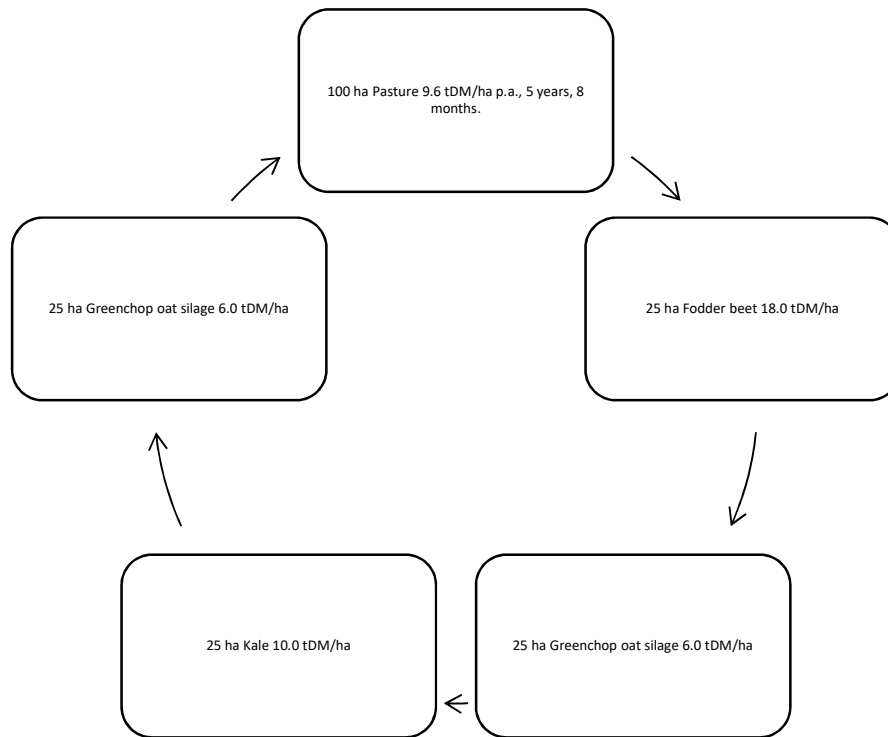 100 ha Pasture 9.6 tDM/ha p.a., 5 years, 8
months.
25 ha Fodder beet 18.0 tDM/ha
25 ha Greenchop oat silage 6.0 tDM/ha
25 ha Kale 10.0 tDM/ha
25 ha Greenchop oat silage 6.0 tDM/ha